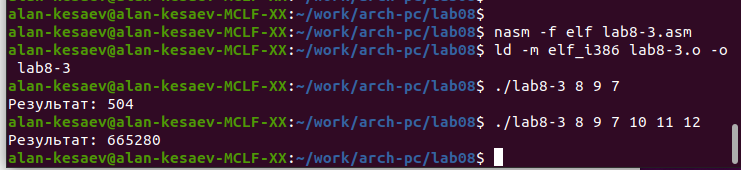 alan-kesaev@alan-kesaev-MCLF-XX:~/work/arch-pc/lab08$
alan-kesaev@alan-kesaev-MCLF-XX:~/work/arch-pc/lab08$ nasm -f elf lab8-3.asm
alan-kesaev@alan-kesaev-MCLF-XX:~/work/arch-pc/lab08$ ld -m elf_i386 lab8-3.o -o
lab8-3
alan-kesaev@alan-kesaev-MCLF-XX:~/work/arch-pc/lab08$ ./lab8-3 8 9 7
Результат: 504
alan-kesaev@alan-kesaev-MCLF-XX:~/work/arch-pc/lab08$ ./lab8-3 8 9 7 10 11 12
Результат: 665280
alan-kesaev@alan-kesaev-MCLF-XX:~/work/arch-pc/lab08$